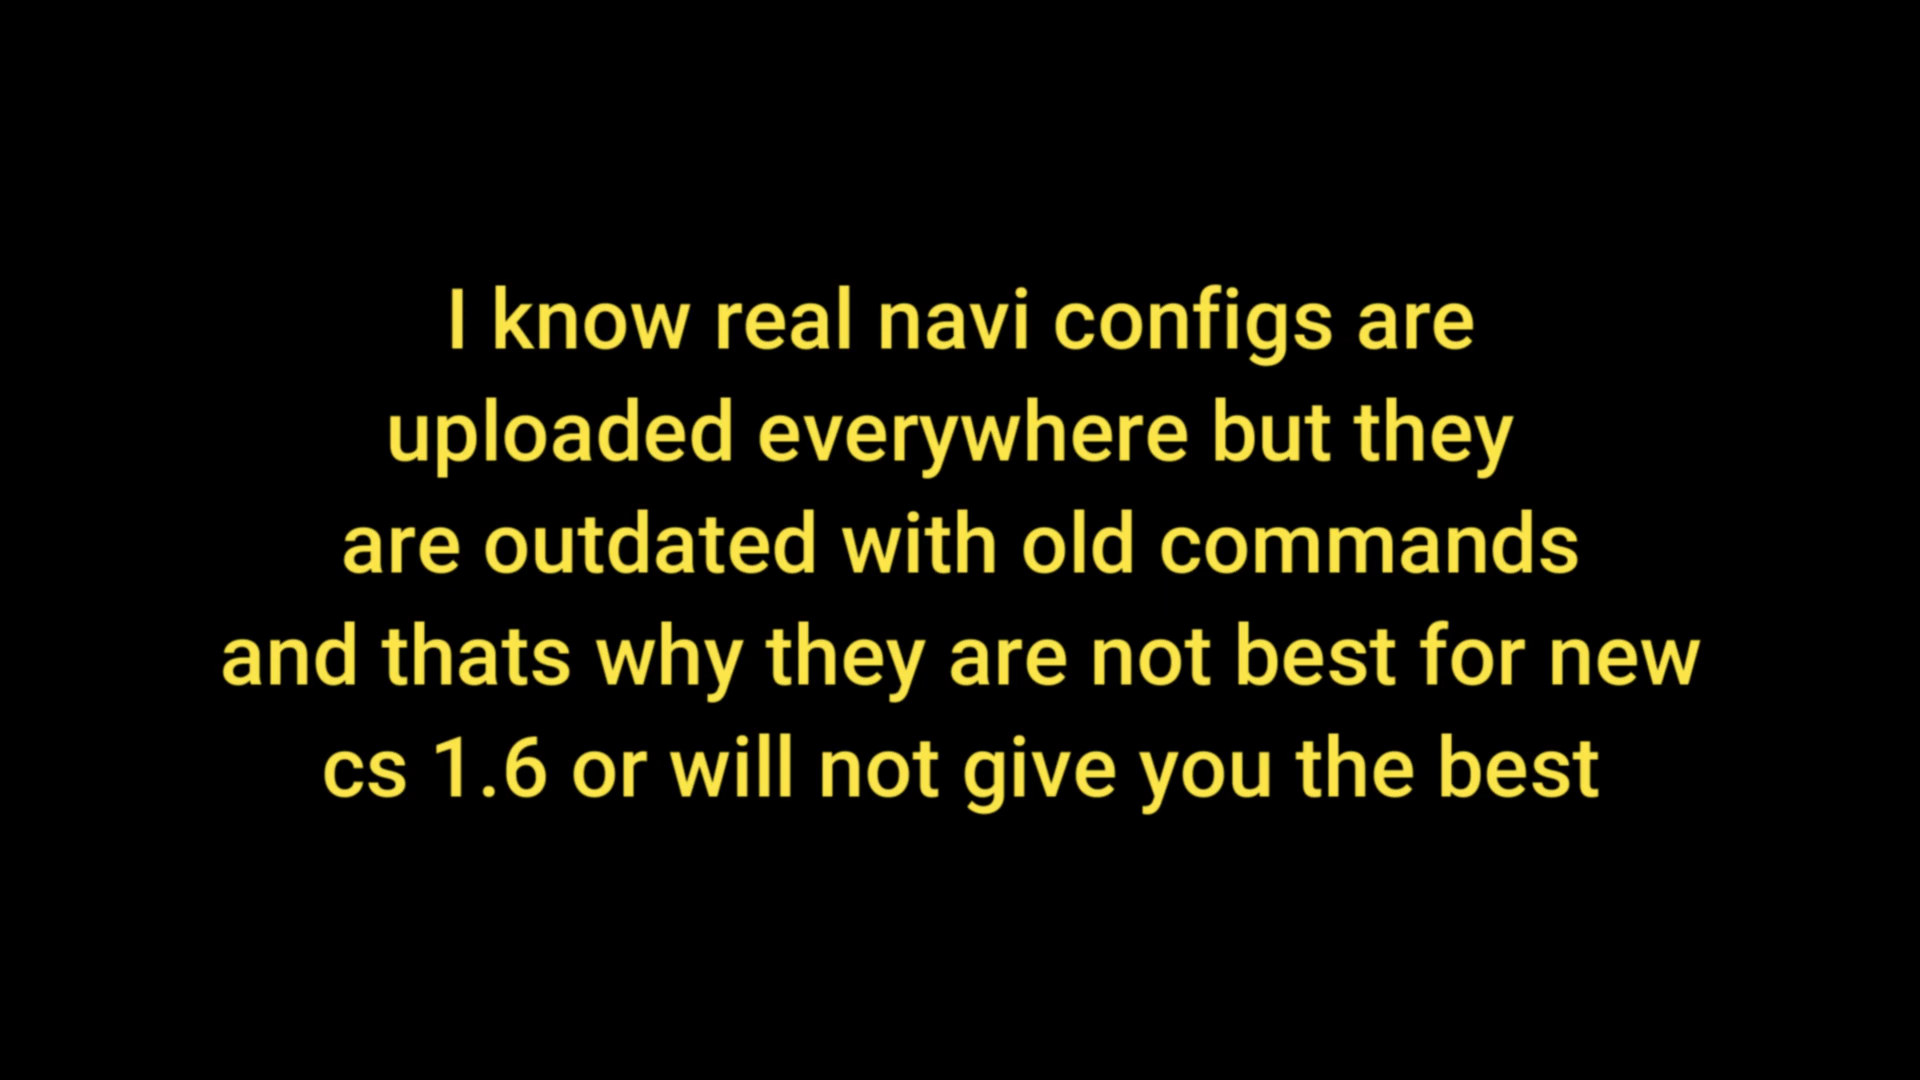 I know real navi configs are
uploaded everywhere but they
are outdated with old commands
and thats why they are not best for new
cs 1.6 or will not give you the best